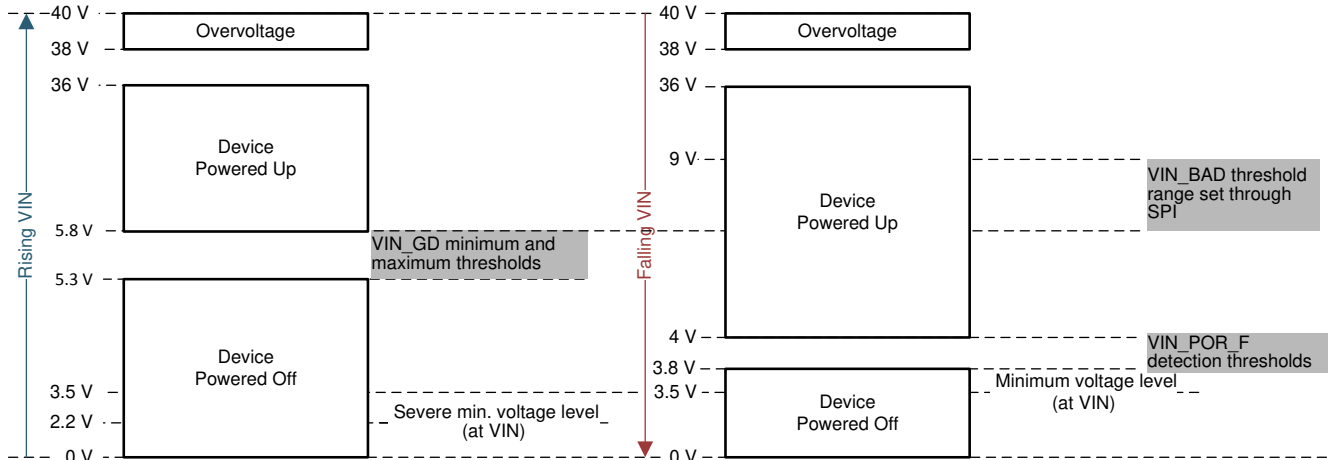 40 V
Overvoltage
38 V
36 V
Device
Powered Up
5.8 V
VIN_GD minimum and
maximum thresholds
5.3 V
Device
Powered Off
3.5 V
Severe min. voltage level
(at VIN)
2.2 V
0 V
Rising VIN
40 V
Overvoltage
38 V
36 V
9 V
VIN_BAD threshold
range set through
SPI
Device
Powered Up
Falling VIN
4 V
VIN_POR_F
detection thresholds
3.8 V
3.5 V
Minimum voltage level
(at VIN)
Device
Powered Off
0 V